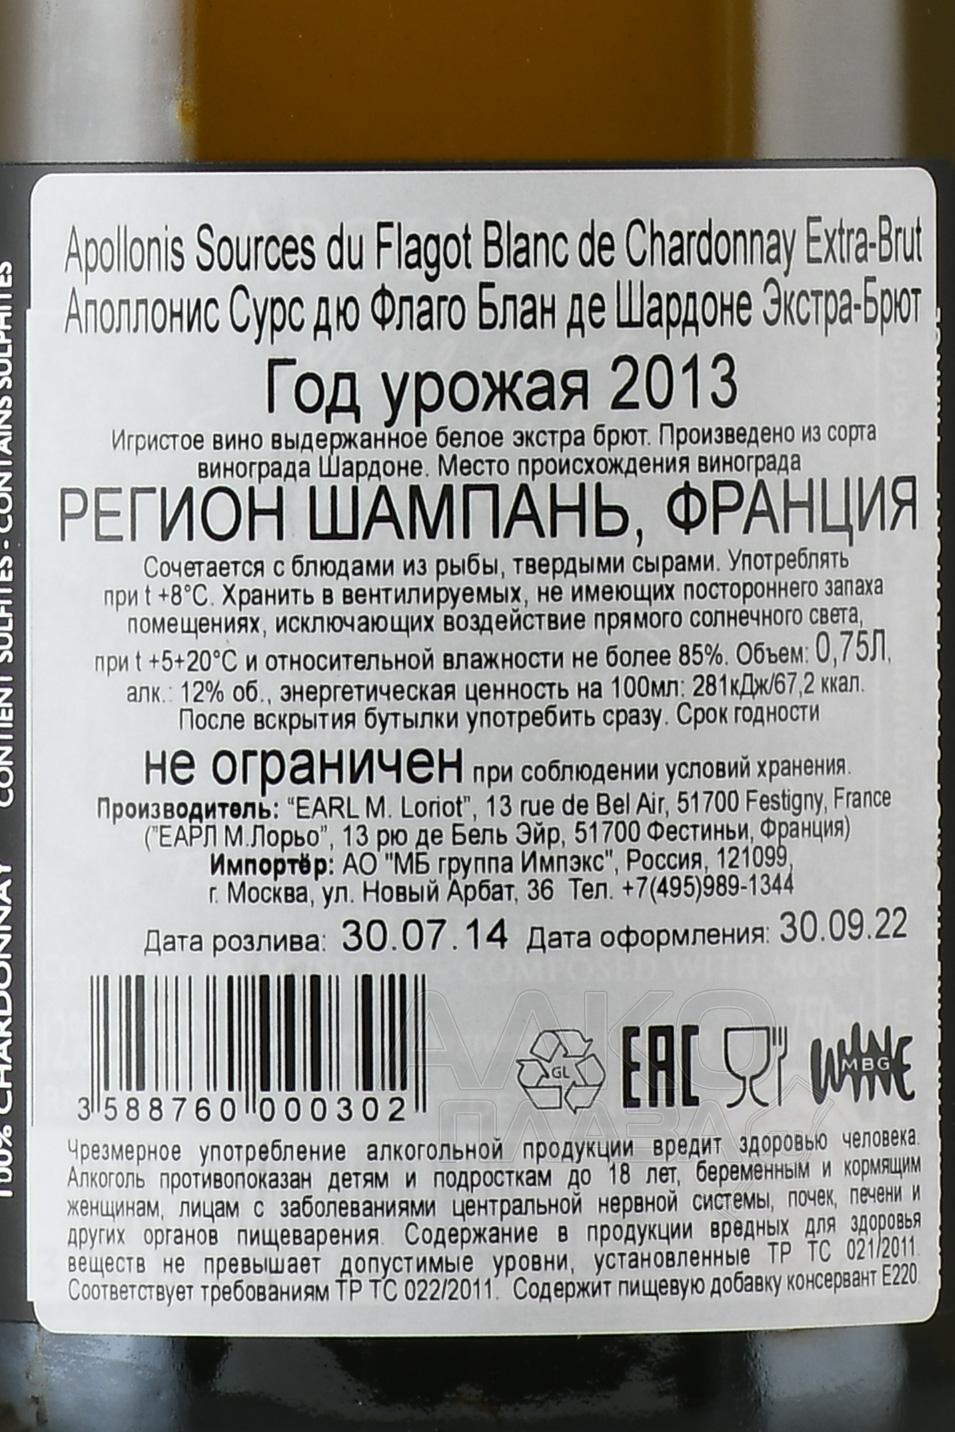 Apollonis Sources du Flagot Blanc de Chardonnay Extra-Brut
Аполлонис Сурс дю Флаго Блан де Шардоне Экстра-Брют
Год урожая 2013
Игристое вино выдержанное белое экстра брют. Произведено из сорта
винограда Шардоне. Место происхождения винограда
РЕГИОН ШАМПАНЬ, ФРАНЦИЯ
Сочетается с блюдами из рыбы, твердыми сырами. Употреблять
при t +8°C. Хранить в вентилируемых, не имеющих постороннего запаха
помещениях, исключающих воздействие прямого солнечного света,
при t +5+20°C и относительной влажности не более 85%. Объем: 0,75Л,
алк.: 12% об., энергетическая ценность на 100мл: 281кДж/67,2 ккал.
После вскрытия бутылки употребить сразу. Срок годности
не ограничен при соблюдении условий хранения.
Производитель: "EARL M. Loriot", 13 rue de Bel Air, 51700 Festigny, France
("ЕАРЛ М.Лорьо", 13 рю де Бель Эйр, 51700 Фестиньи, Франция)
Импортёр: АО "МБ группа Импэкс", Россия, 121099,
г. Москва, ул. Новый Арбат, 36 Тел. +7(495)989-1344
Дата розлива: 30.07.14 Дата оформления: 30.09.22
3 588760 000302
GL
EAC
WINE
MBG
Чрезмерное употребление алкогольной продукции вредит здоровью человека.
Алкоголь противопоказан детям и подросткам до 18 лет, беременным и кормящим
женщинам, лицам с заболеваниями центральной нервной системы, почек, печени и
других органов пищеварения. Содержание в продукции вредных для здоровья
веществ не превышает допустимые уровни, установленные ТР ТС 021/2011.
Соответствует требованиям ТР ТС 022/2011. Содержит пищевую добавку консервант Е220.
100% CHARDONNAY CONTIENT SULFITES - CONTAINS SULPHITES
АЛКО
ПЛАЗА